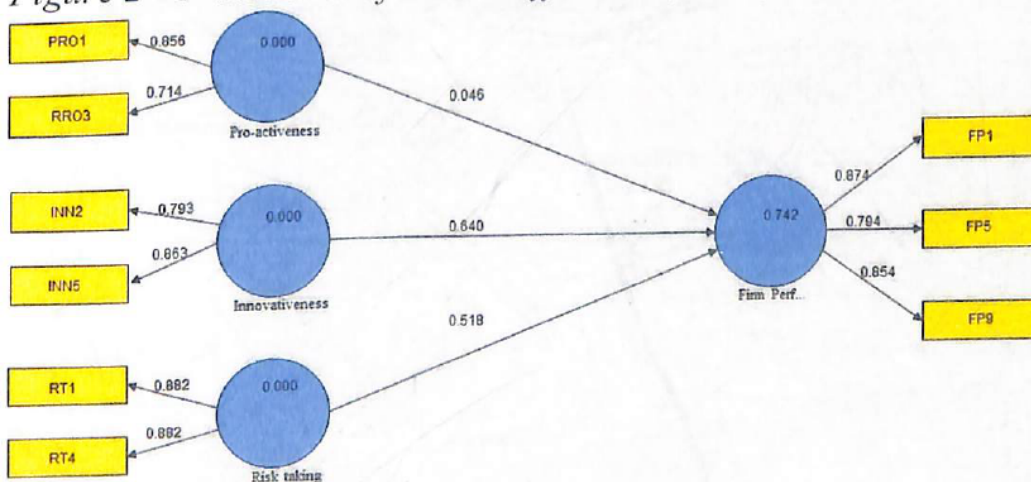 Figure 2
PRO1
0.856
0.000
RRO3
0.714
Pro-activeness
0.046
INN2
0.793
0.000
INN5
0.863
Innovativeness
0.640
RT1
0.882
0.000
RT4
0.882
Risk taking
0.518
0.742
Firm Perf...
0.874
FP1
0.794
FP5
0.854
FP9